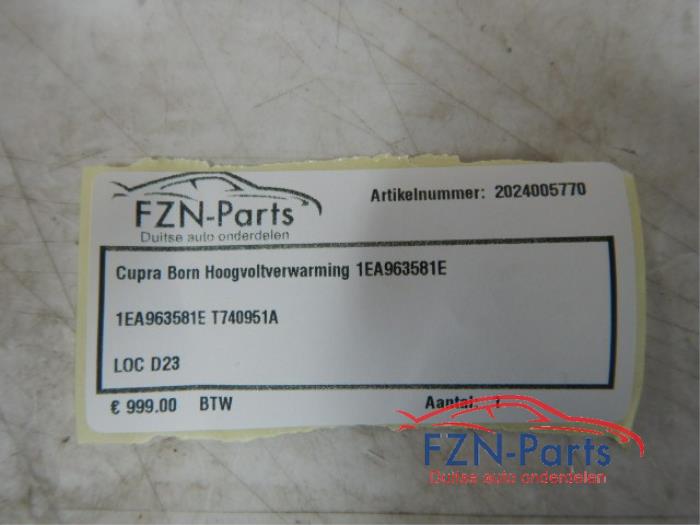 FZN-Parts
Duitse auto onderdelen
Artikelnummer: 2024005770
Cupra Born Hoogvoltverwarming 1EA963581E
1EA963581E T740951A
LOC D23
€ 999.00 BTW Aantal:
FZN-Parts
Duitse auto onderdelen